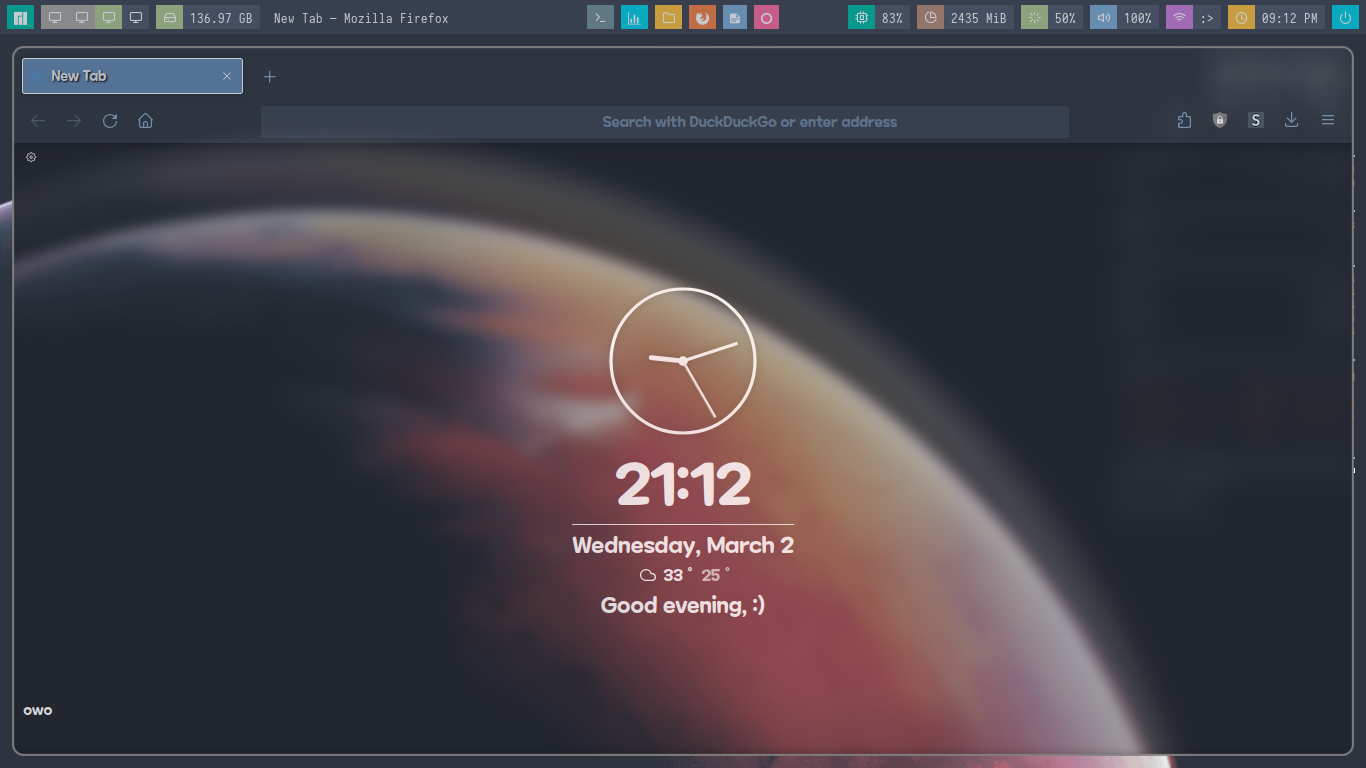 136.97 GB New Tab — Mozilla Firefox 83% 2435 MiB 50% 100% :> 09:12 PM
New Tab
Search with DuckDuckGo or enter address
S
21:12
Wednesday, March 2
33 ° 25 °
Good evening, :)
owo